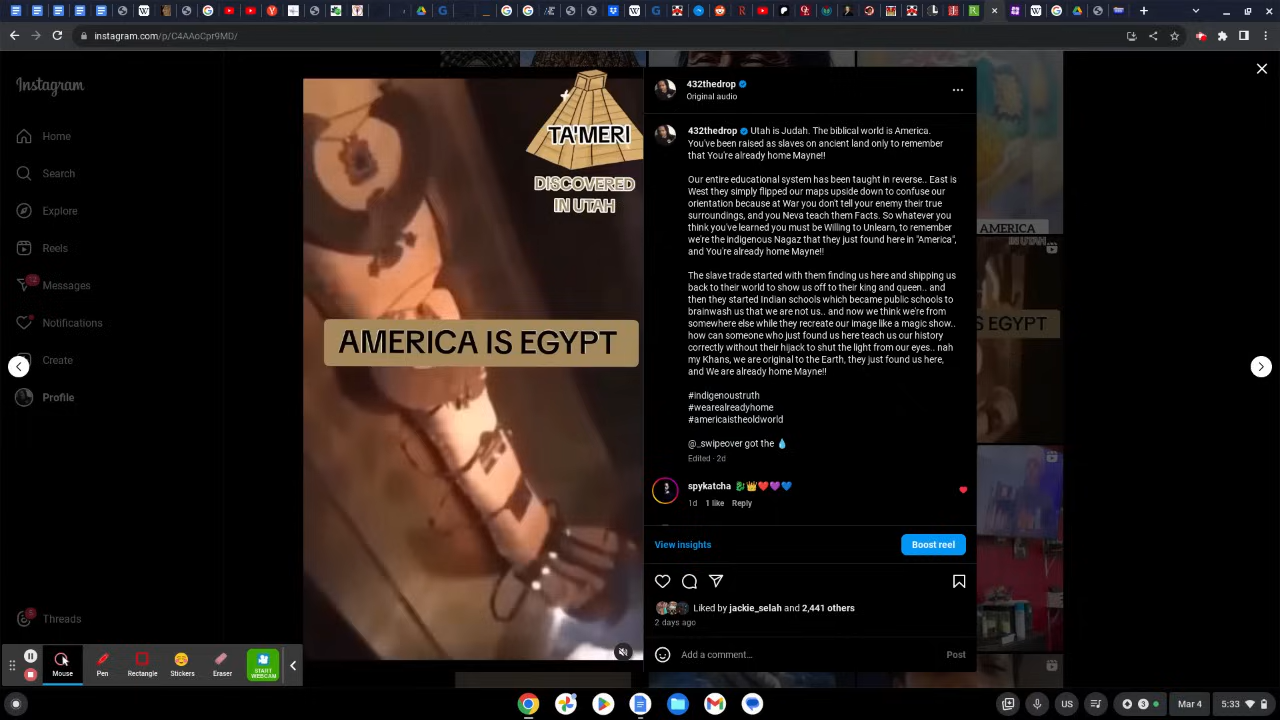 instagram.com/p/C4AAoCpr9MD/
Instagram
Home
Search
Explore
Reels
Messages
Notifications
Create
Profile
Threads
Mouse
Pen
Rectangle
Stickers
Eraser
START
WEBCAM
TA'MERI
DISCOVERED
IN UTAH
AMERICA IS EGYPT
432thedrop
Original audio
432thedrop Utah is Judah. The biblical world is America.
You've been raised as slaves on ancient land only to remember
that You're already home Mayne!!
Our entire educational system has been taught in reverse.. East is
West they simply flipped our maps upside down to confuse our
orientation because at War you don't tell your enemy their true
surroundings, and you Neva teach them Facts. So whatever you
think you've learned you must be Willing to Unlearn, to remember
we're the Indigenous Nagaz that they just found here in "America",
and You're already home Mayne!!
The slave trade started with them finding us here and shipping us
back to their world to show us off to their king and queen.. and
then they started Indian schools which became public schools to
brainwash us that we are not us.. and now we think we're from
somewhere else while they recreate our image like a magic show..
how can someone who just found us here teach us our history
correctly without their hijack to shut the light from our eyes.. nah
my Khans, we are original to the Earth, they just found us here,
and We are already home Mayne!!
#indigenoustruth
#wearealreadyhome
#americaistheoldworld
@_swipeover got the 💧
Edited · 2d
spykatcha 🐉👑❤️💜💙
1d 1 like Reply
View insights
Boost reel
Liked by jackie_selah and 2,441 others
2 days ago
Add a comment...
Post
AMERICA
S EGYPT
US
3
Mar 4
5:33